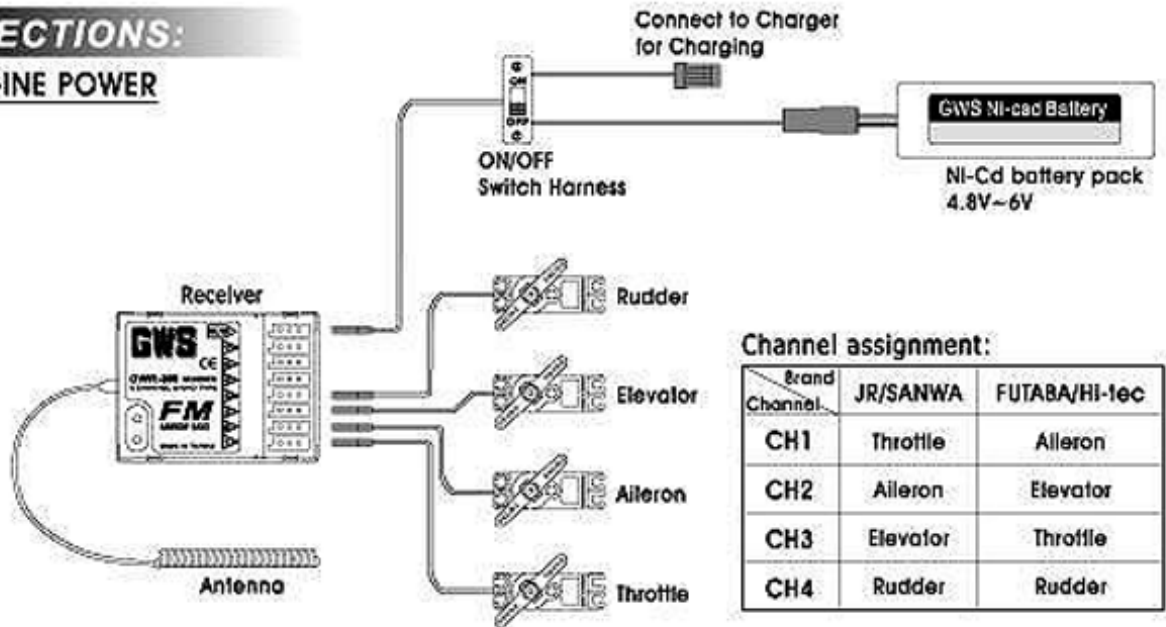 ECTIONS:
INE POWER
Connect to Charger
for Charging
ON
OFF
ON/OFF
Switch Harness
GWS Ni-cad Battery
Ni-Cd battery pack
4.8V~6V
Receiver
GWS
CE
FM
Antenna
Rudder
Elevator
Aileron
Throttle
Channel assignment:
Brand
Channel JR/SANWA FUTABA/Hi-tec
CH1 Throttle Aileron
CH2 Aileron Elevator
CH3 Elevator Throttle
CH4 Rudder Rudder